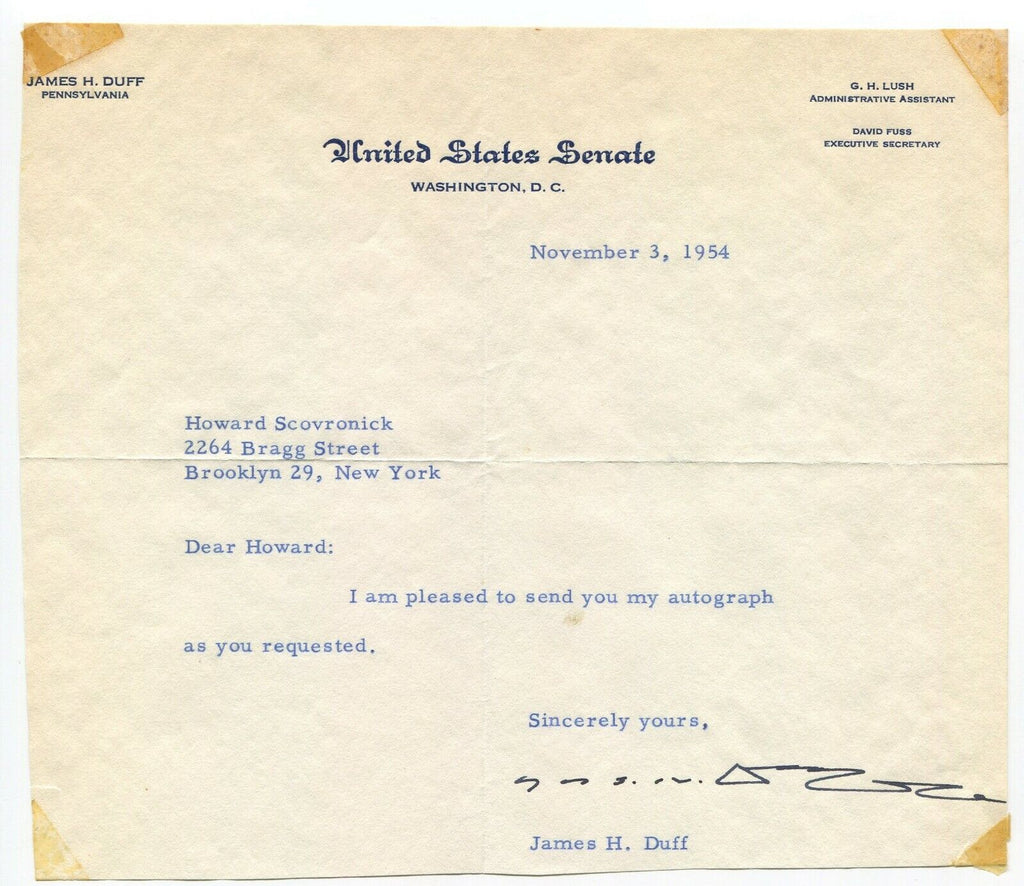 JAMES H. DUFF
PENNSYLVANIA
G. H. LUSH
ADMINISTRATIVE ASSISTANT
DAVID FUSS
EXECUTIVE SECRETARY
United States Senate
WASHINGTON, D. C.
November 3, 1954
Howard Scovronick
2264 Bragg Street
Brooklyn 29, New York
Dear Howard:
I am pleased to send you my autograph
as you requested.
Sincerely yours,
James H. Duff